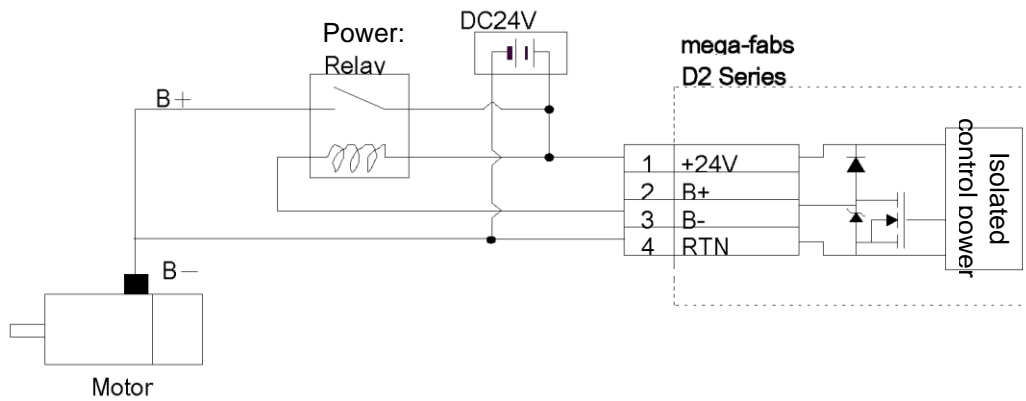 DC24V
Power:
Relay
mega-fabs
D2 Series
B+
1 +24V
2 B+
3 B-
4 RTN
Isolated
control power
B-
Motor